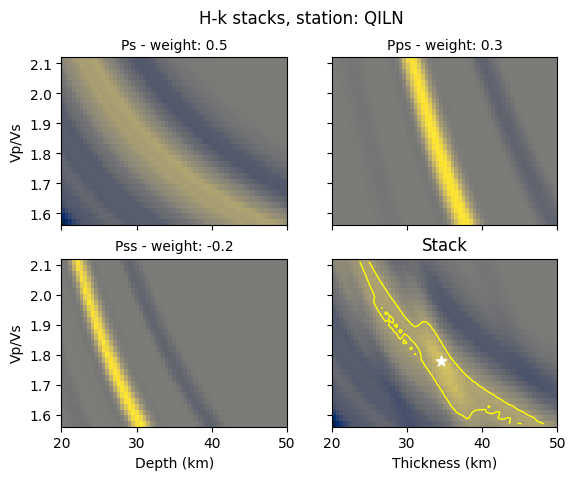 H-k stacks, station: QILN
Ps - weight: 0.5
Pps - weight: 0.3
Vp/Vs
2.1
2.0
1.9
1.8
1.7
1.6
Pss - weight: -0.2
Stack
Vp/Vs
2.1
2.0
1.9
1.8
1.7
1.6
20 30 40 50
20 30 40 50
Depth (km)
Thickness (km)